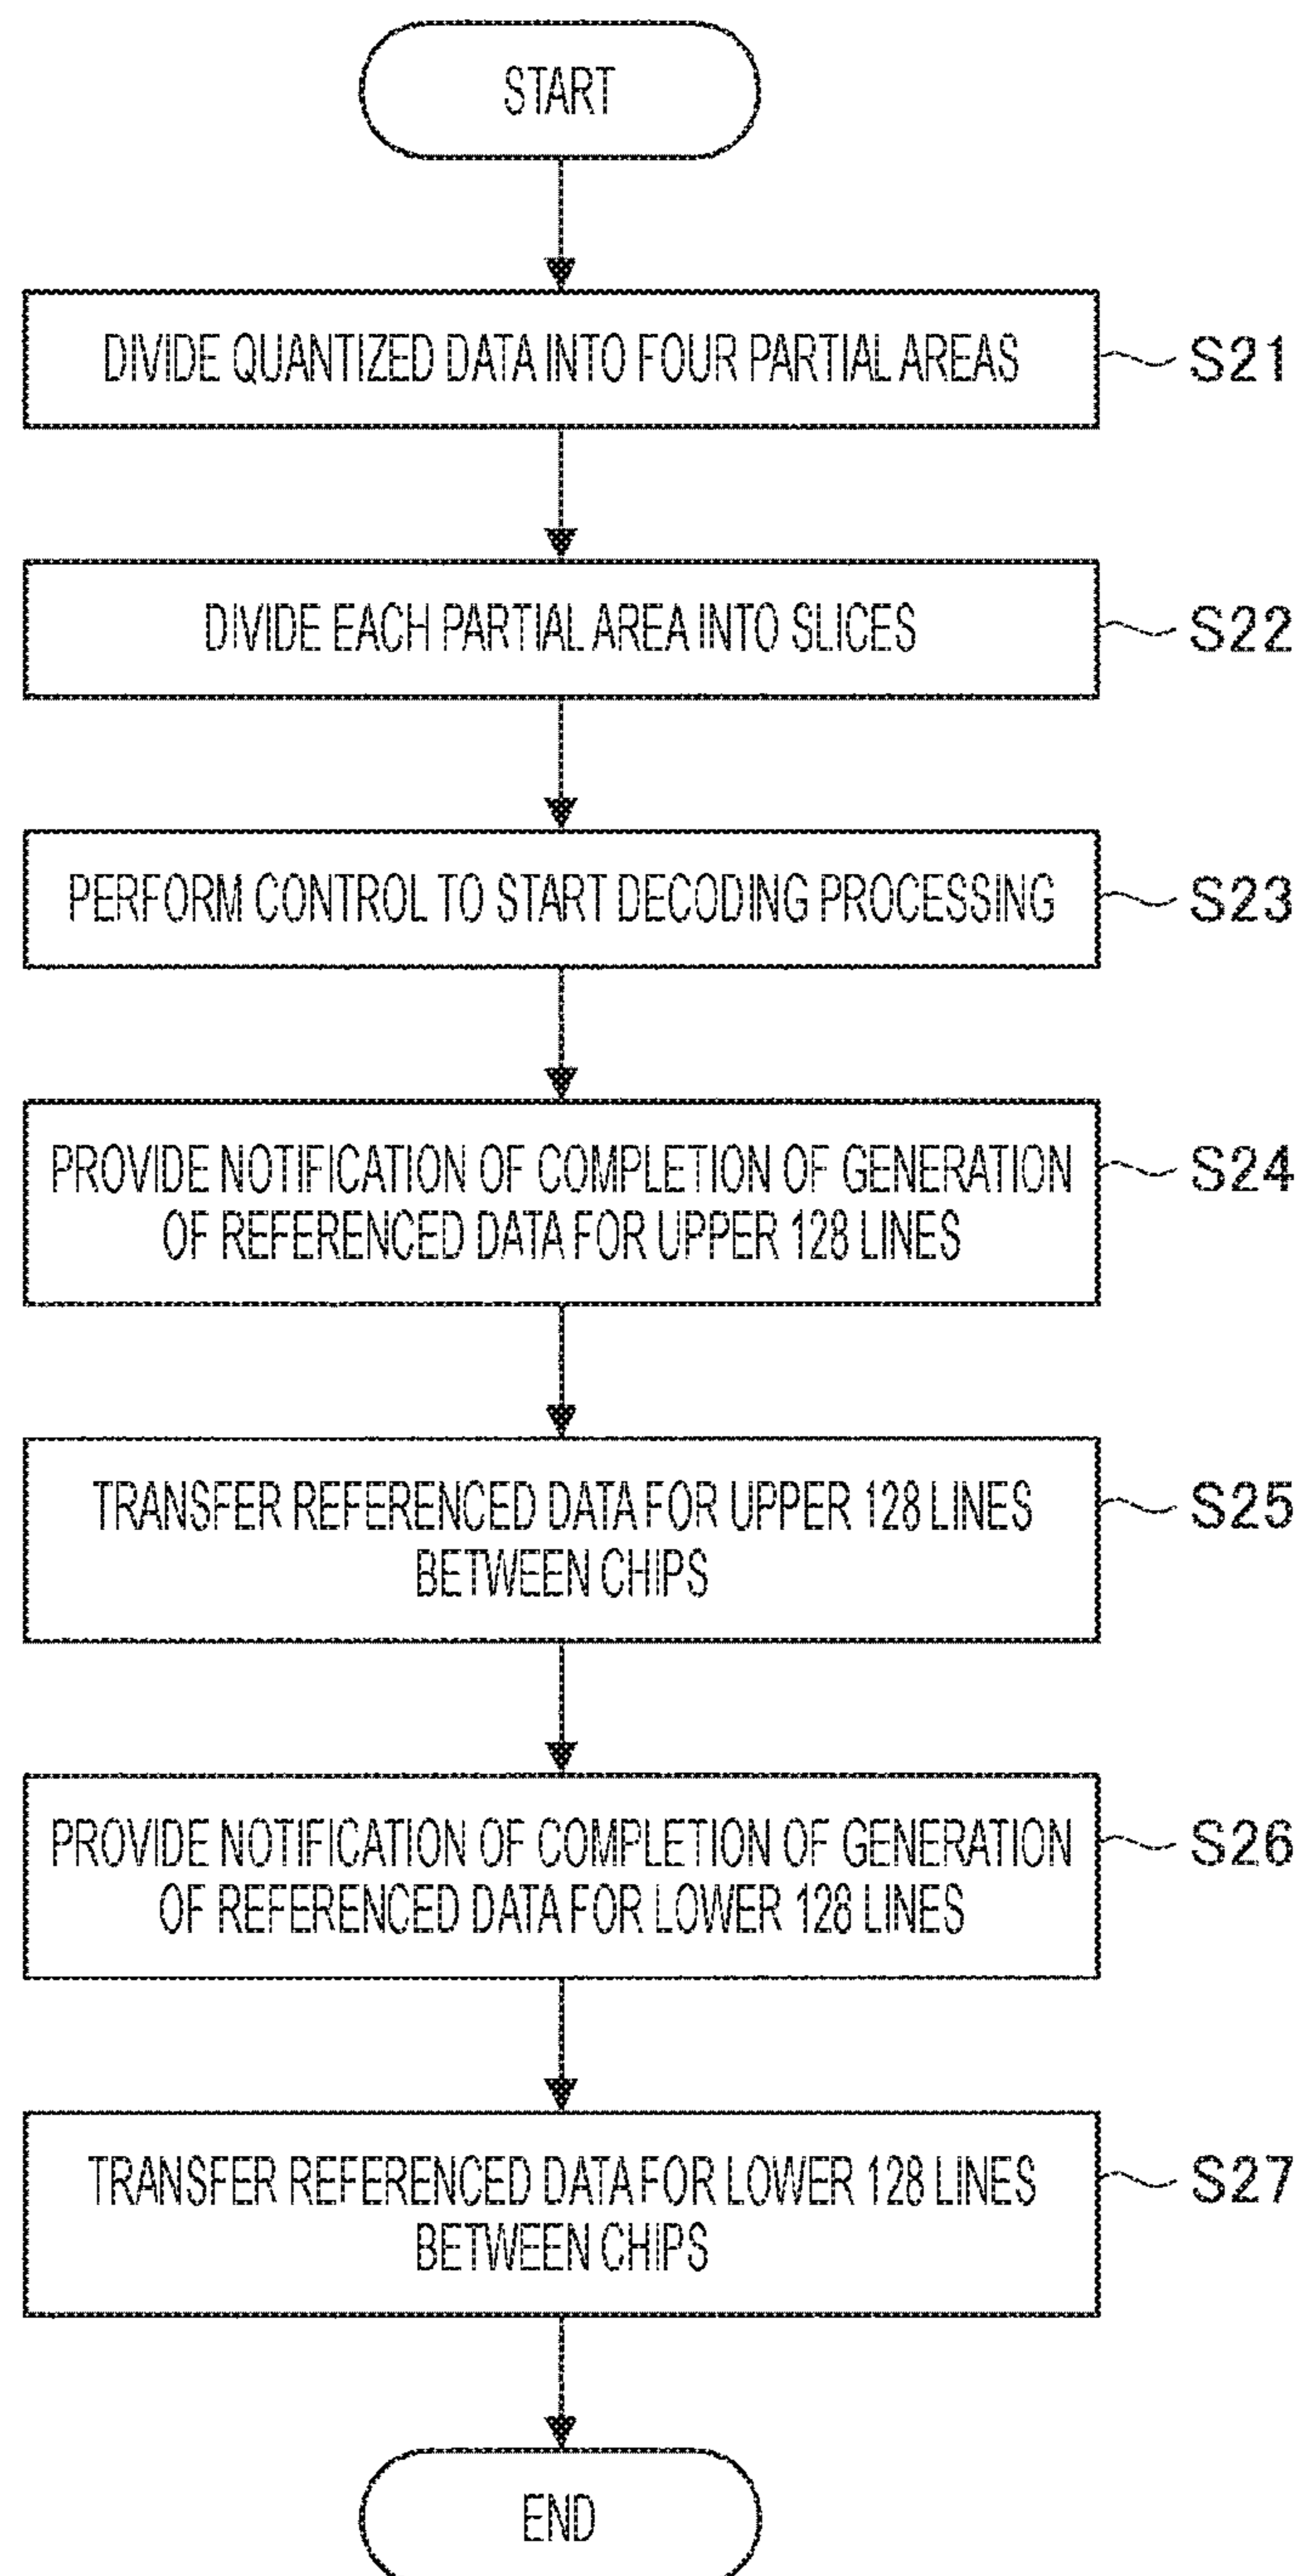 START
DIVIDE QUANTIZED DATA INTO FOUR PARTIAL AREAS
S21
DIVIDE EACH PARTIAL AREA INTO SLICES
S22
PERFORM CONTROL TO START DECODING PROCESSING
S23
PROVIDE NOTIFICATION OF COMPLETION OF GENERATION
OF REFERENCED DATA FOR UPPER 128 LINES
S24
TRANSFER REFERENCED DATA FOR UPPER 128 LINES
BETWEEN CHIPS
S25
PROVIDE NOTIFICATION OF COMPLETION OF GENERATION
OF REFERENCED DATA FOR LOWER 128 LINES
S26
TRANSFER REFERENCED DATA FOR LOWER 128 LINES
BETWEEN CHIPS
S27
END